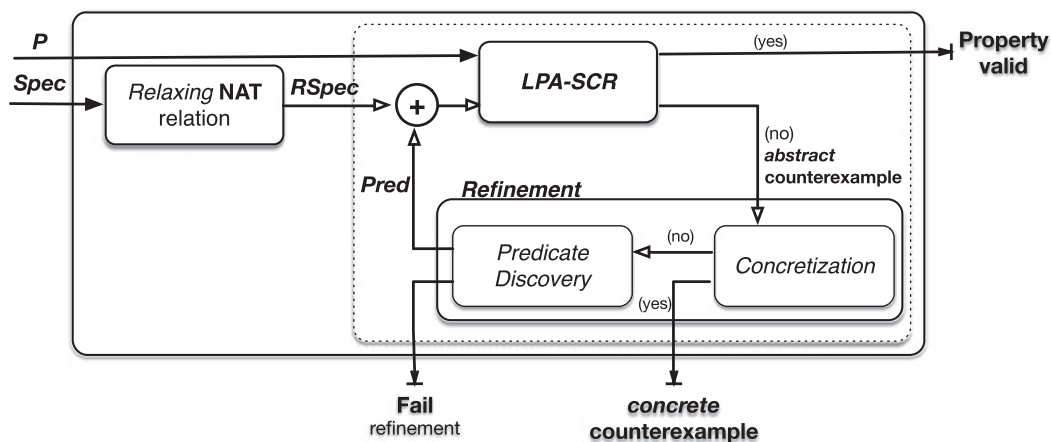 P
(yes)
Property
valid
LPA-SCR
Spec
Relaxing NAT
relation
RSpec
+
(no)
abstract
counterexample
Pred
Refinement
Predicate
Discovery
(no)
Concretization
(yes)
Fail
refinement
concrete
counterexample